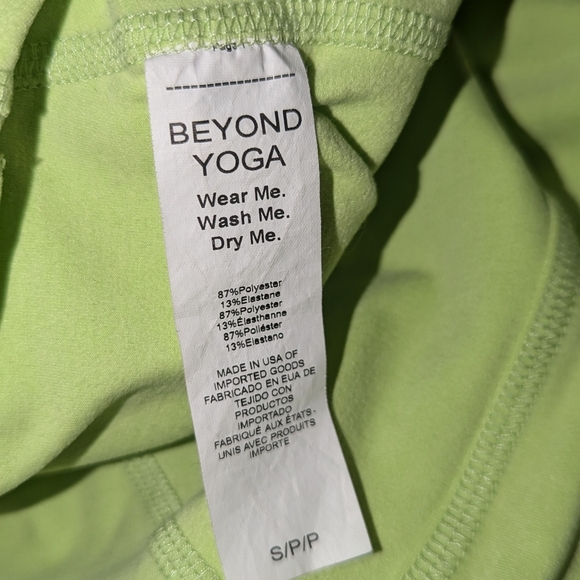 BEYOND
YOGA
Wear Me.
Wash Me.
Dry Me.
87%Polyester
13%Elastane
87%Polyester
13%Élasthanne
87%Poliéster
13%Elastano
MADE IN USA OF
IMPORTED GOODS
FABRICADO EN EUA DE
TEJIDO CON
PRODUCTOS
IMPORTADO
FABRIQUÉ AUX ÉTATS-
UNIS AVEC PRODUITS
IMPORTE
S/P/P